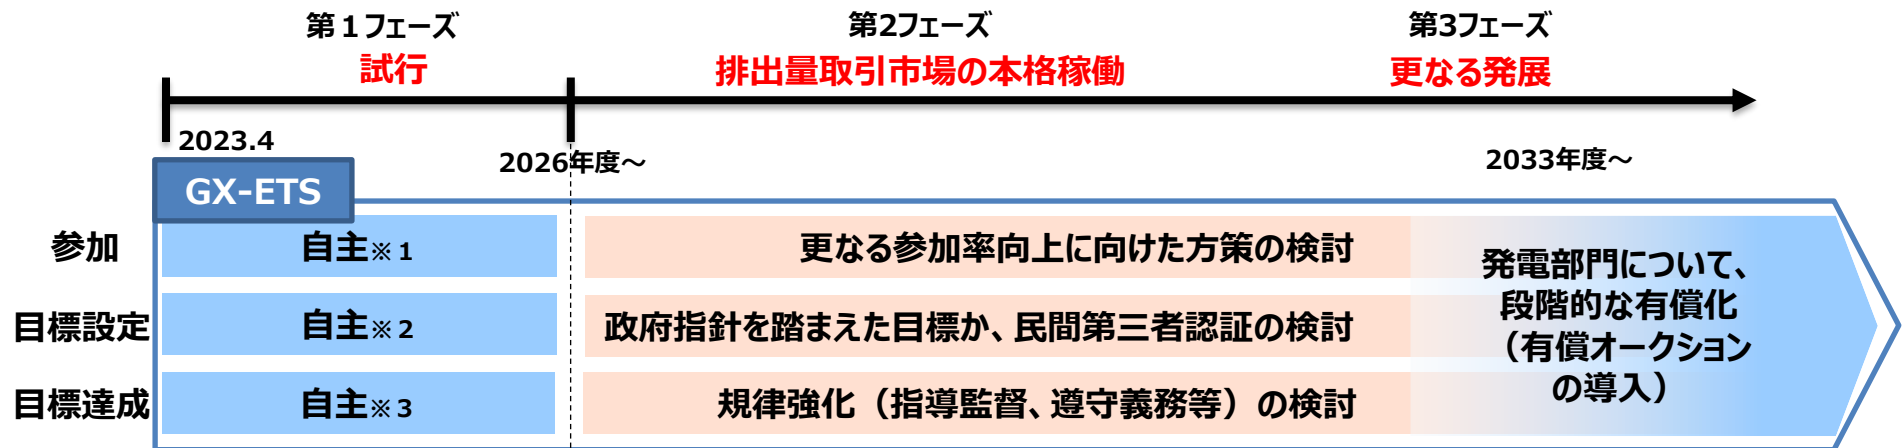 第１フェーズ
第2フェーズ
第3フェーズ
試行
排出量取引市場の本格稼働
更なる発展
2023.4
2026年度～
2033年度～
GX-ETS
参加
自主※１
更なる参加率向上に向けた方策の検討
目標設定
自主※2
政府指針を踏まえた目標か、民間第三者認証の検討
目標達成
自主※3
規律強化（指導監督、遵守義務等）の検討
発電部門について、
段階的な有償化
（有償オークション
の導入）